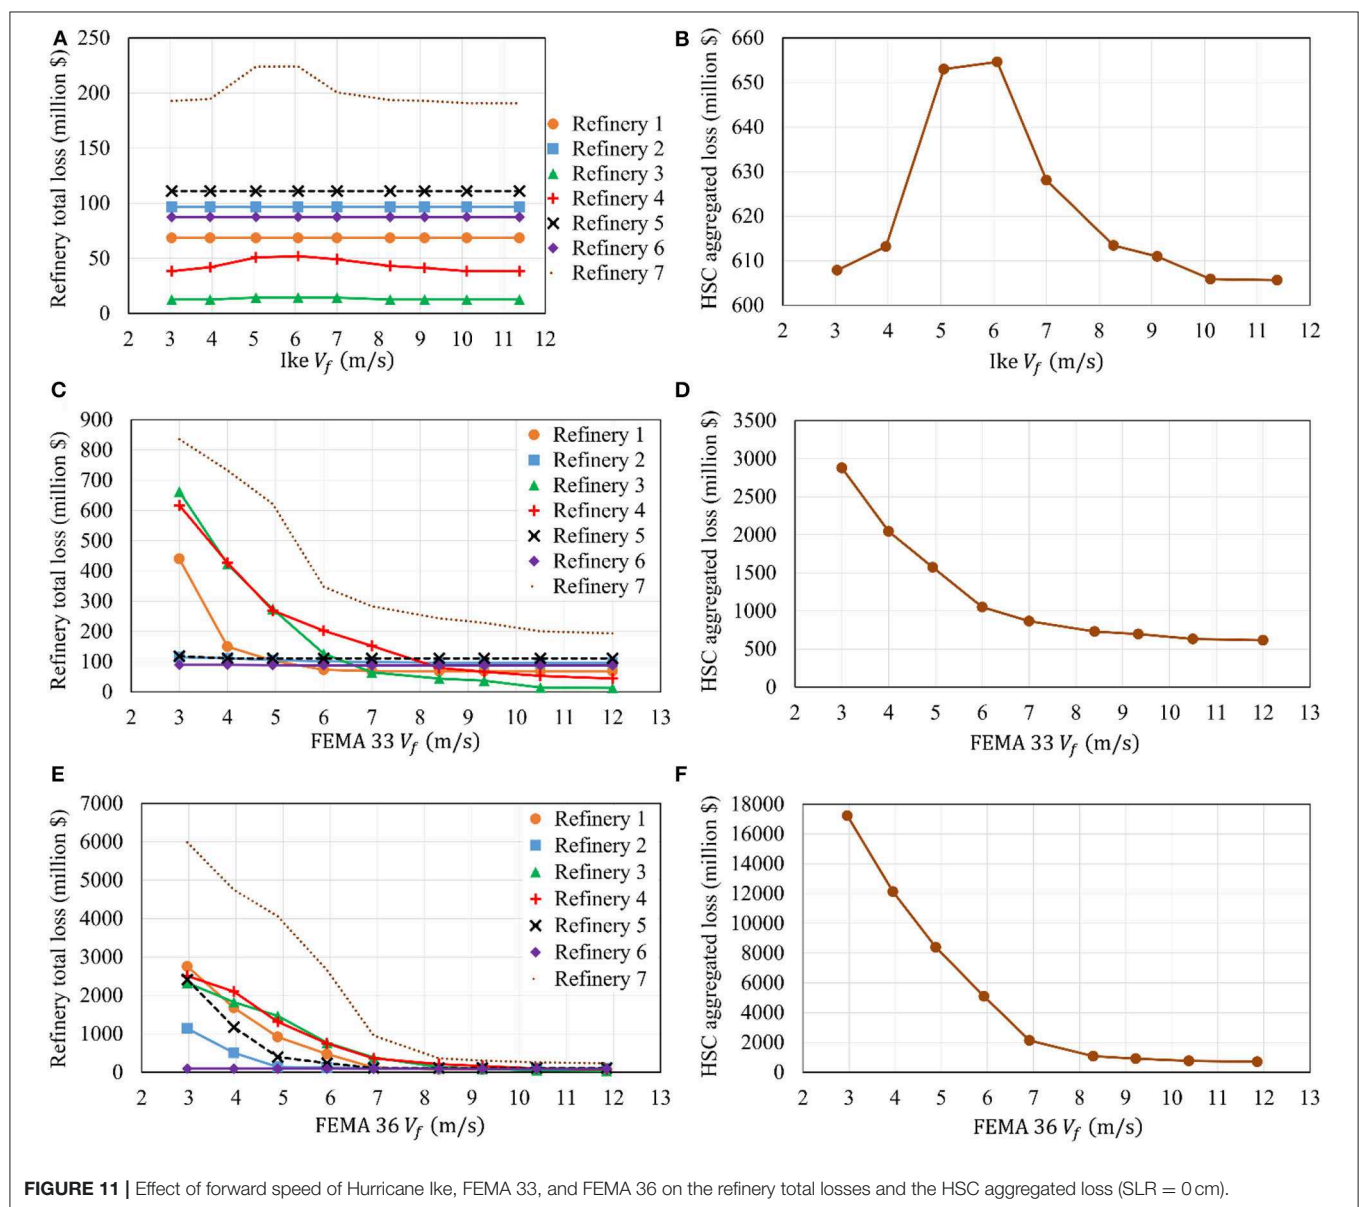 A
Refinery total loss (million $)
250
200
150
100
50
0
2 3 4 5 6 7 8 9 10 11 12
Ike Vf (m/s)
Refinery 1
Refinery 2
Refinery 3
Refinery 4
Refinery 5
Refinery 6
Refinery 7
B
HSC aggregated loss (million $)
660
650
640
630
620
610
600
2 3 4 5 6 7 8 9 10 11 12
Ike Vf (m/s)
C
Refinery total loss (million $)
900
800
700
600
500
400
300
200
100
0
2 3 4 5 6 7 8 9 10 11 12 13
FEMA 33 Vf (m/s)
Refinery 1
Refinery 2
Refinery 3
Refinery 4
Refinery 5
Refinery 6
Refinery 7
D
HSC aggregated loss (million $)
3500
3000
2500
2000
1500
1000
500
0
2 3 4 5 6 7 8 9 10 11 12 13
FEMA 33 Vf (m/s)
E
Refinery total loss (million $)
7000
6000
5000
4000
3000
2000
1000
0
2 3 4 5 6 7 8 9 10 11 12 13
FEMA 36 Vf (m/s)
Refinery 1
Refinery 2
Refinery 3
Refinery 4
Refinery 5
Refinery 6
Refinery 7
F
HSC aggregated loss (million $)
18000
16000
14000
12000
10000
8000
6000
4000
2000
0
2 3 4 5 6 7 8 9 10 11 12 13
FEMA 36 Vf (m/s)
FIGURE 11 | Effect of forward speed of Hurricane Ike, FEMA 33, and FEMA 36 on the refinery total losses and the HSC aggregated loss (SLR = 0 cm).